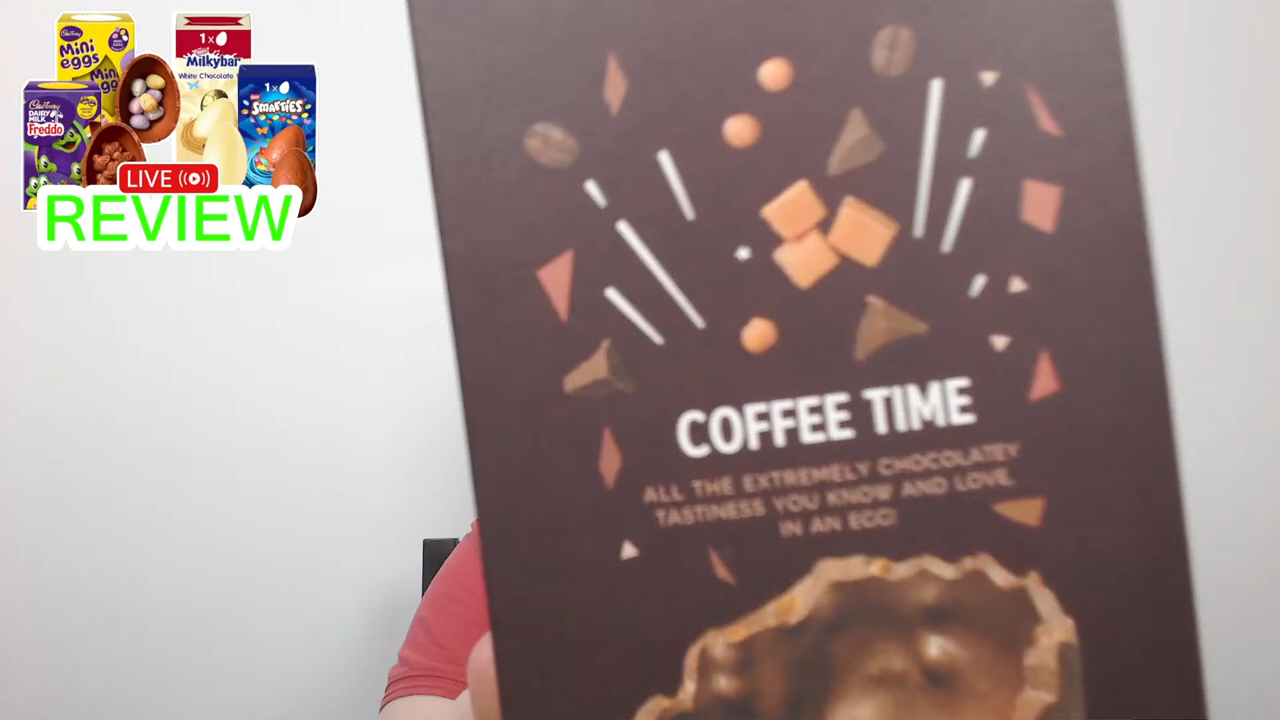 Cadbury
Mini
eggs
1x
Milkybar
White Chocolate
1x
SMARTIES
Cadbury
DAIRY
MILK
Freddo
LIVE
REVIEW
COFFEE TIME
ALL THE EXTREMELY CHOCOLATEY
TASTINESS YOU KNOW AND LOVE,
IN AN EGG!